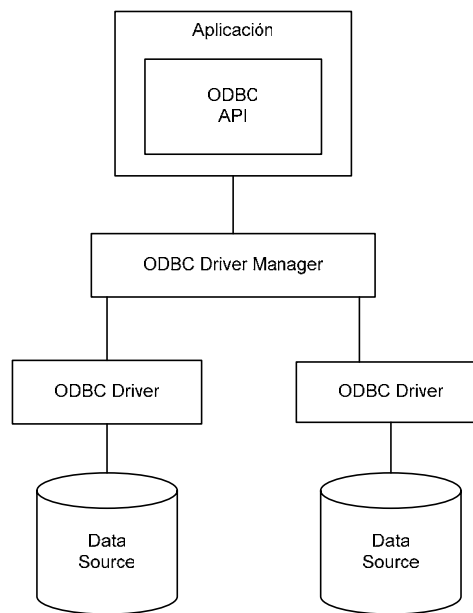 Aplicación
ODBC
API
ODBC Driver Manager
ODBC Driver
ODBC Driver
Data
Source
Data
Source